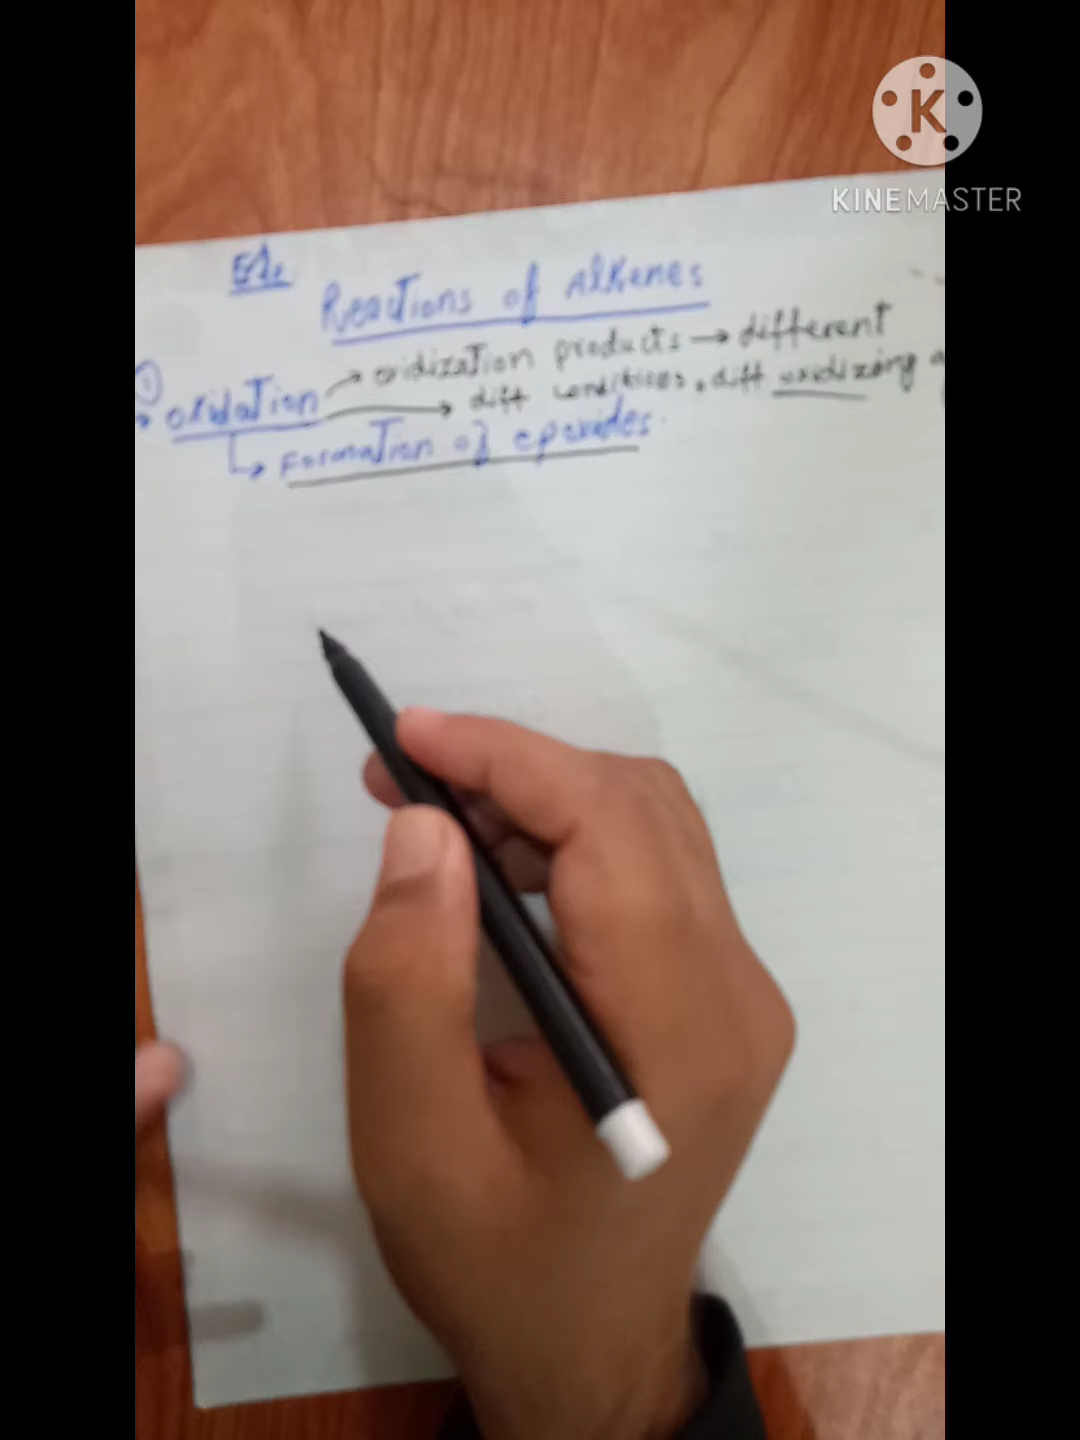 K
KINEMASTER
Reactions of Alkenes
① oxidation → oxidization products → different
→ diff conditions, diff oxidizing
↳ Formation of epoxides.